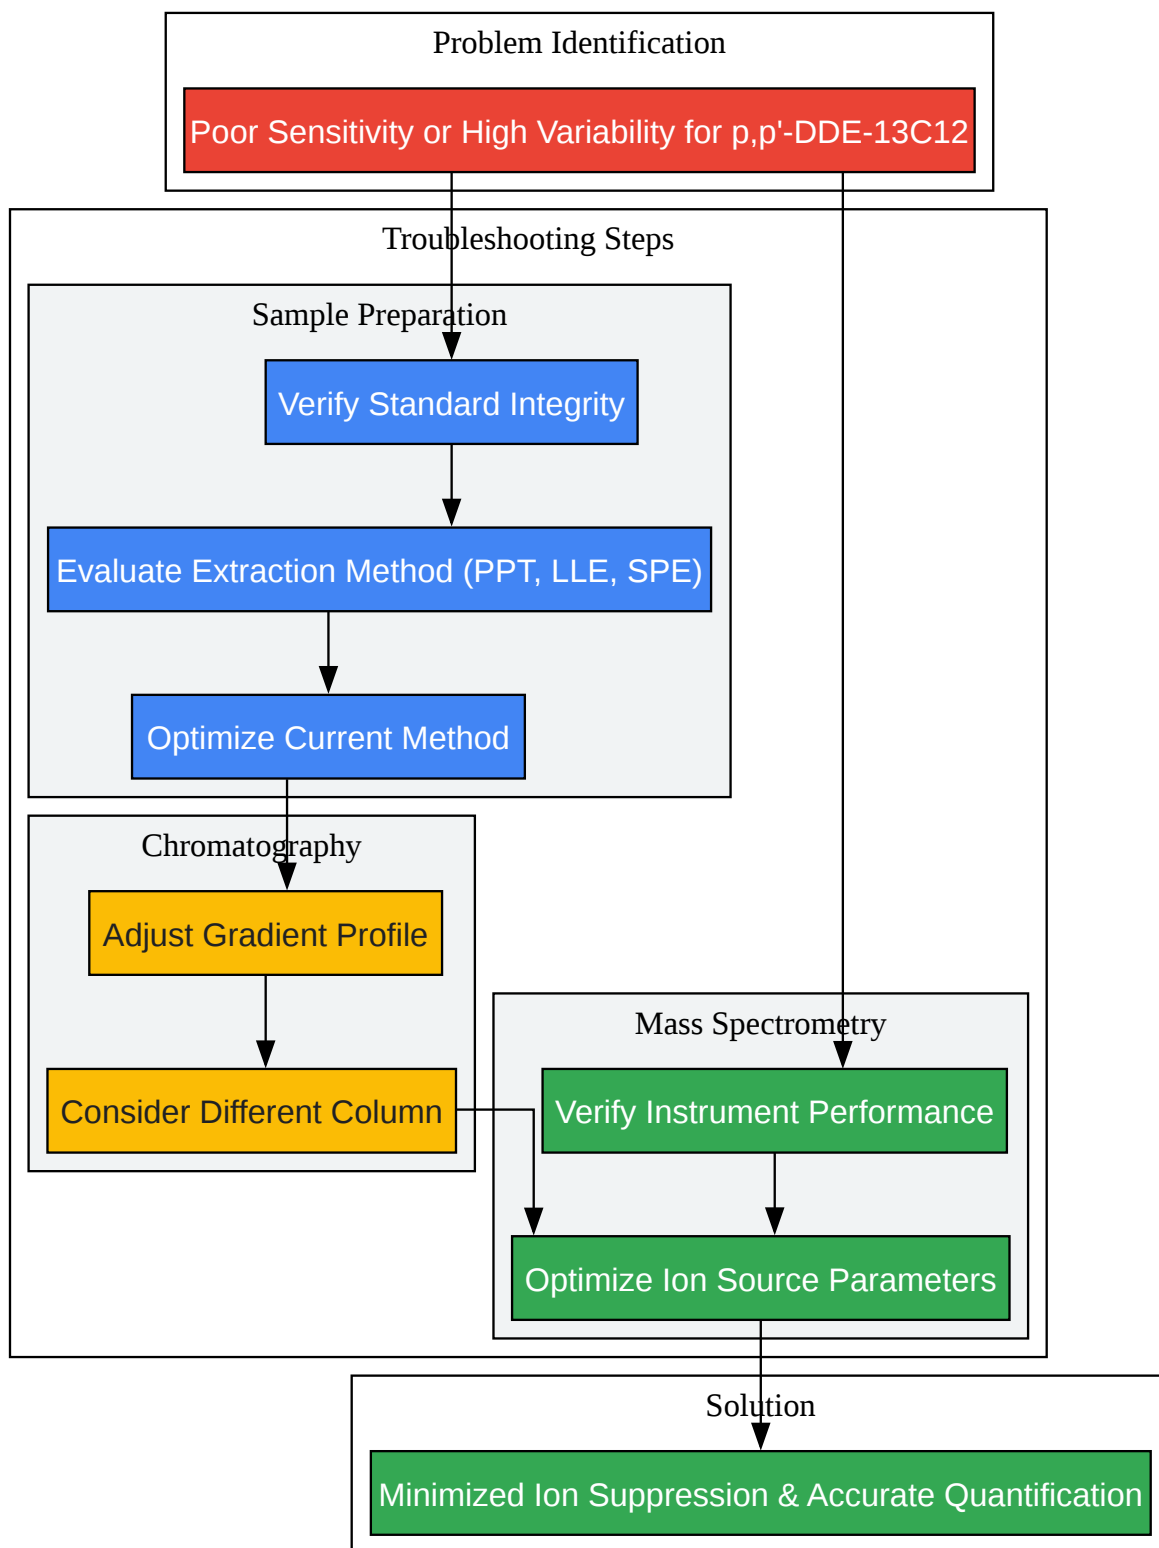 Problem Identification
Poor Sensitivity or High Variability for p,p'-DDE-13C12
Troubleshooting Steps
Sample Preparation
Verify Standard Integrity
Evaluate Extraction Method (PPT, LLE, SPE)
Optimize Current Method
Chromatography
Adjust Gradient Profile
Consider Different Column
Mass Spectrometry
Verify Instrument Performance
Optimize Ion Source Parameters
Solution
Minimized Ion Suppression & Accurate Quantification